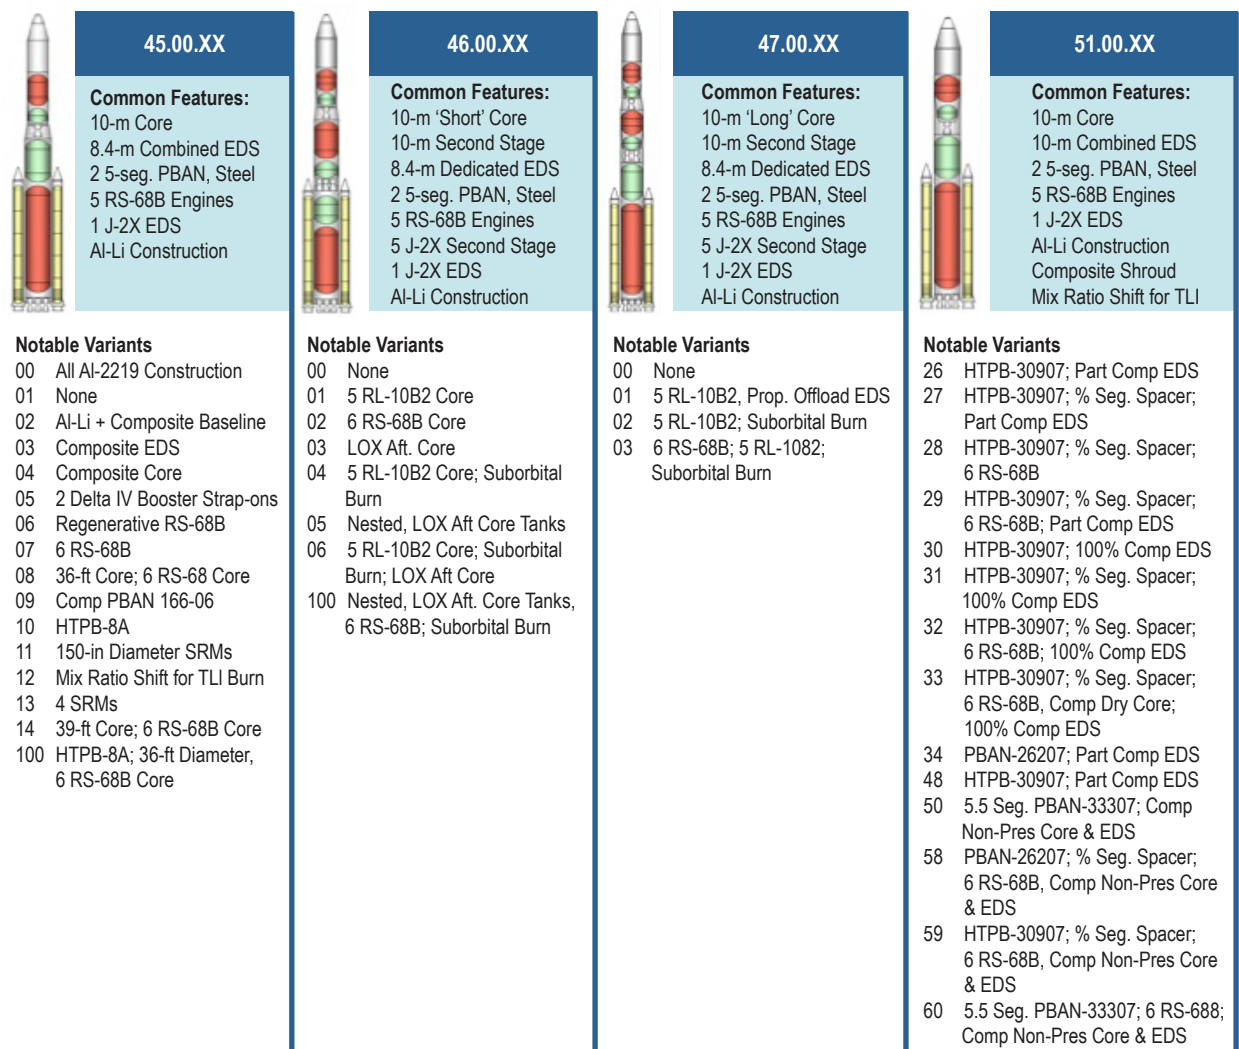 45.00.XX
Common Features:
10-m Core
8.4-m Combined EDS
2 5-seg. PBAN, Steel
5 RS-68B Engines
1 J-2X EDS
Al-Li Construction
Notable Variants
00 All Al-2219 Construction
01 None
02 Al-Li + Composite Baseline
03 Composite EDS
04 Composite Core
05 2 Delta IV Booster Strap-ons
06 Regenerative RS-68B
07 6 RS-68B
08 36-ft Core; 6 RS-68 Core
09 Comp PBAN 166-06
10 HTPB-8A
11 150-in Diameter SRMs
12 Mix Ratio Shift for TLI Burn
13 4 SRMs
14 39-ft Core; 6 RS-68B Core
100 HTPB-8A; 36-ft Diameter,
6 RS-68B Core
46.00.XX
Common Features:
10-m ‘Short’ Core
10-m Second Stage
8.4-m Dedicated EDS
2 5-seg. PBAN, Steel
5 RS-68B Engines
5 J-2X Second Stage
1 J-2X EDS
Al-Li Construction
Notable Variants
00 None
01 5 RL-10B2 Core
02 6 RS-68B Core
03 LOX Aft. Core
04 5 RL-10B2 Core; Suborbital
Burn
05 Nested, LOX Aft Core Tanks
06 5 RL-10B2 Core; Suborbital
Burn; LOX Aft Core
100 Nested, LOX Aft. Core Tanks,
6 RS-68B; Suborbital Burn
47.00.XX
Common Features:
10-m ‘Long’ Core
10-m Second Stage
8.4-m Dedicated EDS
2 5-seg. PBAN, Steel
5 RS-68B Engines
5 J-2X Second Stage
1 J-2X EDS
Al-Li Construction
Notable Variants
00 None
01 5 RL-10B2, Prop. Offload EDS
02 5 RL-10B2; Suborbital Burn
03 6 RS-68B; 5 RL-1082;
Suborbital Burn
51.00.XX
Common Features:
10-m Core
10-m Combined EDS
2 5-seg. PBAN, Steel
5 RS-68B Engines
1 J-2X EDS
Al-Li Construction
Composite Shroud
Mix Ratio Shift for TLI
Notable Variants
26 HTPB-30907; Part Comp EDS
27 HTPB-30907; % Seg. Spacer;
Part Comp EDS
28 HTPB-30907; % Seg. Spacer;
6 RS-68B
29 HTPB-30907; % Seg. Spacer;
6 RS-68B; Part Comp EDS
30 HTPB-30907; 100% Comp EDS
31 HTPB-30907; % Seg. Spacer;
100% Comp EDS
32 HTPB-30907; % Seg. Spacer;
6 RS-68B; 100% Comp EDS
33 HTPB-30907; % Seg. Spacer;
6 RS-68B, Comp Dry Core;
100% Comp EDS
34 PBAN-26207; Part Comp EDS
48 HTPB-30907; Part Comp EDS
50 5.5 Seg. PBAN-33307; Comp
Non-Pres Core & EDS
58 PBAN-26207; % Seg. Spacer;
6 RS-68B, Comp Non-Pres Core
& EDS
59 HTPB-30907; % Seg. Spacer;
6 RS-68B, Comp Non-Pres Core
& EDS
60 5.5 Seg. PBAN-33307; 6 RS-688;
Comp Non-Pres Core & EDS